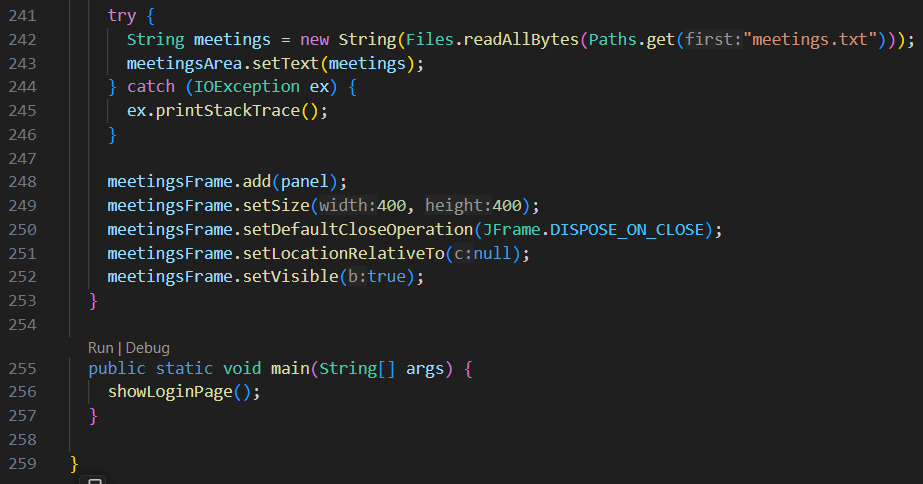 241 try {
242 String meetings = new String(Files.readAllBytes(Paths.get(first:"meetings.txt")));
243 meetingsArea.setText(meetings);
244 } catch (IOException ex) {
245 ex.printStackTrace();
246 }
247
248 meetingsFrame.add(panel);
249 meetingsFrame.setSize(width:400, height:400);
250 meetingsFrame.setDefaultCloseOperation(JFrame.DISPOSE_ON_CLOSE);
251 meetingsFrame.setLocationRelativeTo(c:null);
252 meetingsFrame.setVisible(b:true);
253 }
254
Run | Debug
255 public static void main(String[] args) {
256 showLoginPage();
257 }
258
259 }